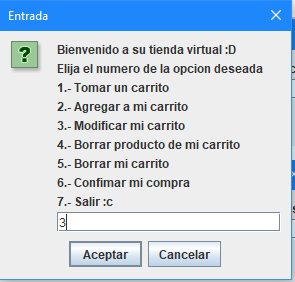 Entrada
Bienvenido a su tienda virtual :D
Elija el numero de la opcion deseada
1.- Tomar un carrito
2.- Agregar a mi carrito
3.- Modificar mi carrito
4.- Borrar producto de mi carrito
5.- Borrar mi carrito
6.- Confimar mi compra
7.- Salir :c
3
Aceptar Cancelar